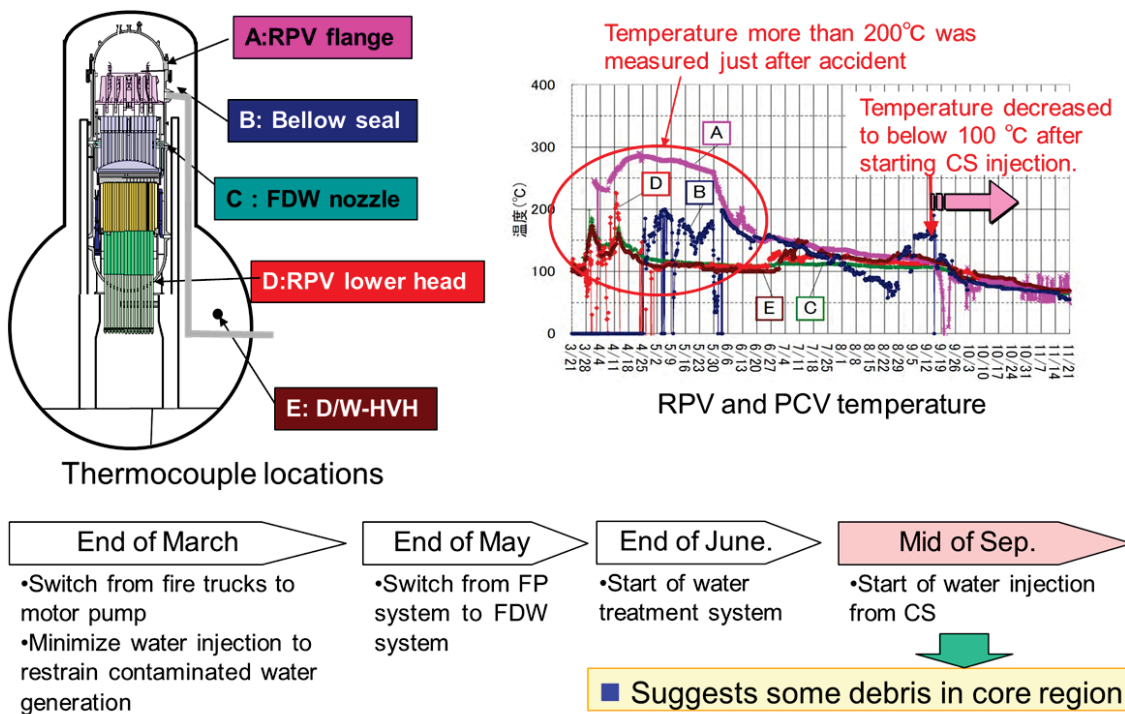 A:RPV flange
B: Bellow seal
C : FDW nozzle
D:RPV lower head
E: D/W-HVH
Thermocouple locations
Temperature more than 200℃ was
measured just after accident
Temperature decreased
to below 100 ℃ after
starting CS injection.
温度(℃)
400
300
200
100
0
A
D
B
E
C
3/21
3/28
4/4
4/11
4/18
4/25
5/2
5/9
5/16
5/23
5/30
6/6
6/13
6/20
6/27
7/4
7/11
7/18
7/25
8/1
8/8
8/15
8/22
8/29
9/5
9/12
9/19
9/26
10/3
10/10
10/17
10/24
10/31
11/7
11/14
11/21
RPV and PCV temperature
End of March
•Switch from fire trucks to
motor pump
•Minimize water injection to
restrain contaminated water
generation
End of May
•Switch from FP
system to FDW
system
End of June.
•Start of water
treatment system
Mid of Sep.
•Start of water injection
from CS
■ Suggests some debris in core region